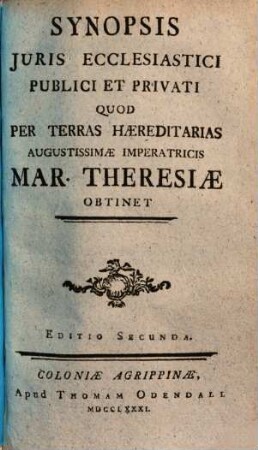 SYNOPSIS
JURIS ECCLESIASTICI
PUBLICI ET PRIVATI
QUOD
PER TERRAS HÆREDITARIAS
AUGUSTISSIMÆ IMPERATRICIS
MAR. THERESIÆ
OBTINET
EDITIO SECUNDA.
COLONIÆ AGRIPPINÆ,
Apud THOMAM ODENDALL
MDCCLXXXI.